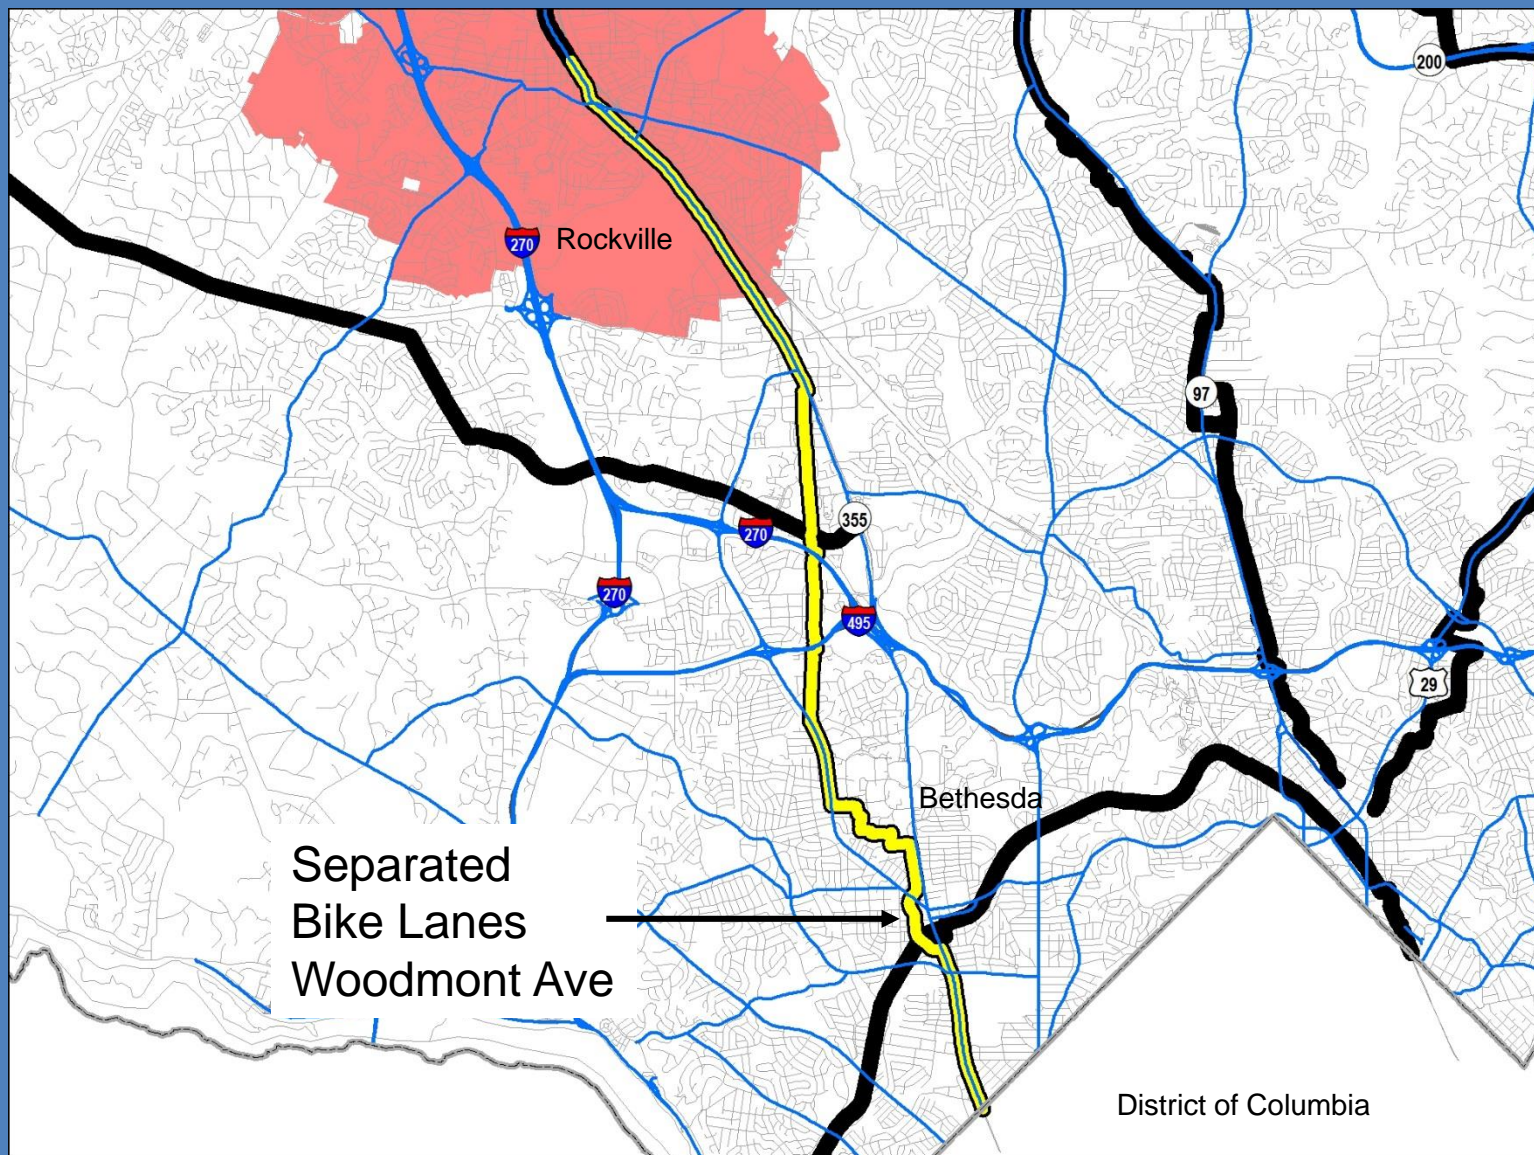 200
270
Rockville
97
355
270
270
495
29
Bethesda
Separated
Bike Lanes
Woodmont Ave
District of Columbia